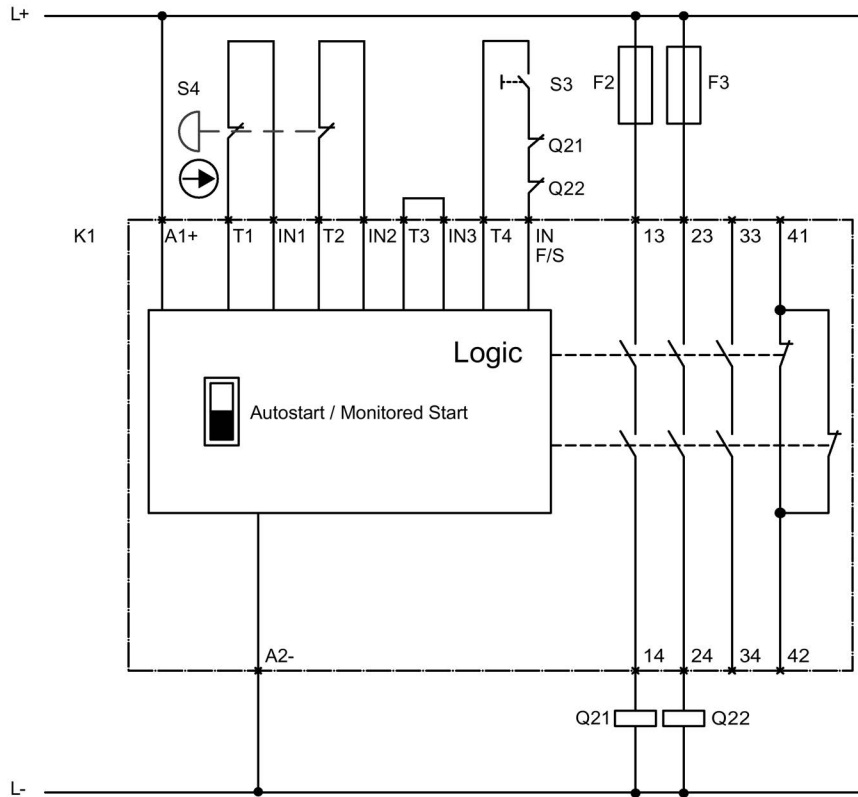 L+
S4
S3
F2
F3
Q21
Q22
K1
A1+
T1
IN1
T2
IN2
T3
IN3
T4
IN
F/S
13
23
33
41
Logic
Autostart / Monitored Start
A2-
14
24
34
42
Q21
Q22
L-